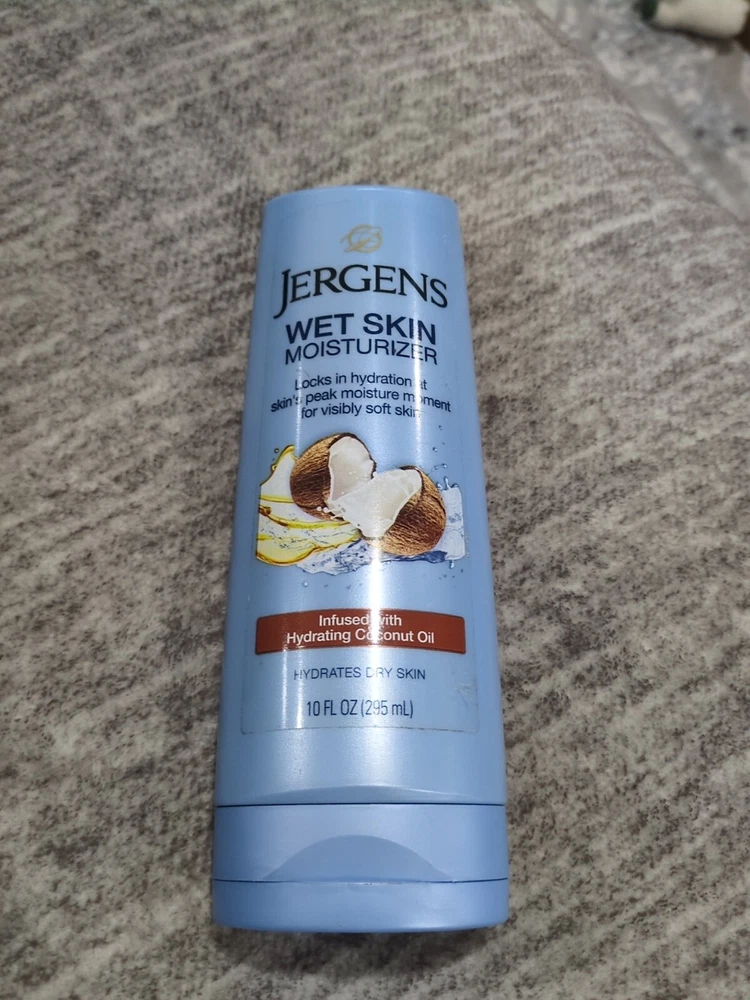 JERGENS
WET SKIN
MOISTURIZER
Locks in hydration at
skin's peak moisture moment
for visibly soft skin
Infused with
Hydrating Coconut Oil
HYDRATES DRY SKIN
10 FL OZ (295 mL)